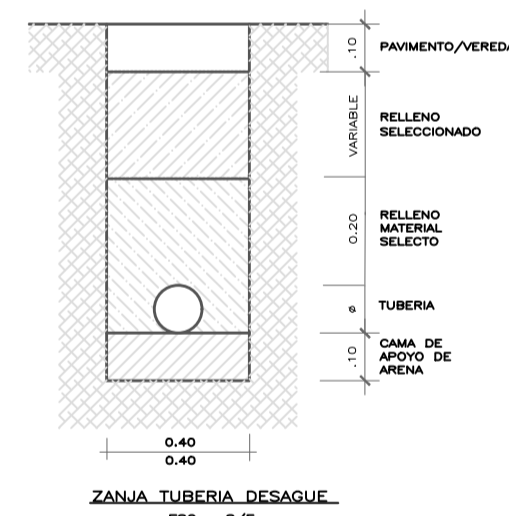 .10
PAVIMENTO/VERED
VARIABLE
RELLENO
SELECCIONADO
0.20
RELLENO
MATERIAL
SELECTO
ø
TUBERIA
.10
CAMA DE
APOYO DE
ARENA
0.40
0.40
ZANJA TUBERIA DESAGUE